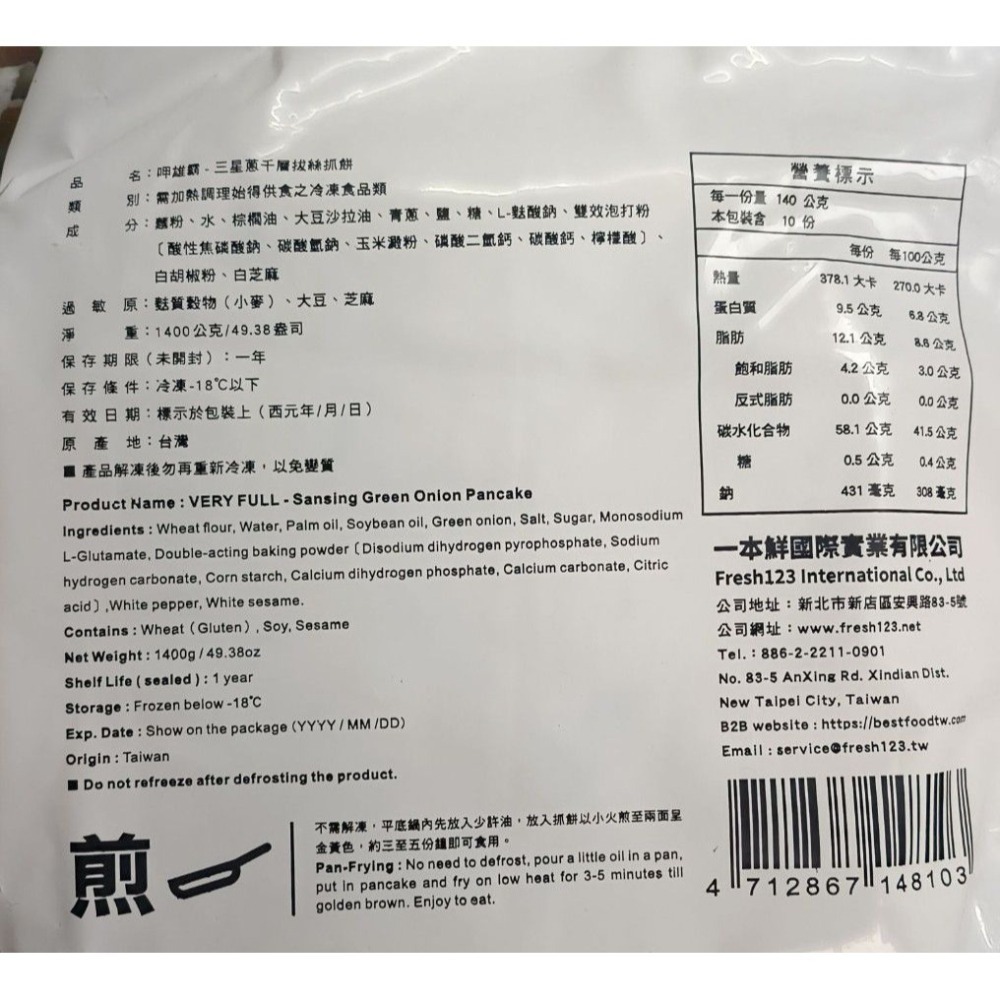 品名：呷雄霸-三星蔥千層拔絲抓餅
類別：需加熱調理始得供食之冷凍食品類
成分：麵粉、水、棕櫚油、大豆沙拉油、青蔥、鹽、糖、L-麩酸鈉、雙效泡打粉
〔酸性焦磷酸鈉、碳酸氫鈉、玉米澱粉、磷酸二氫鈣、碳酸鈣、檸檬酸〕、
白胡椒粉、白芝麻
過敏原：麩質穀物（小麥）、大豆、芝麻
淨重：1400公克/49.38盎司
保存期限（未開封）：一年
保存條件：冷凍-18℃以下
有效日期：標示於包裝上（西元年/月/日）
原產地：台灣
■ 產品解凍後勿再重新冷凍，以免變質
Product Name : VERY FULL - Sansing Green Onion Pancake
Ingredients : Wheat flour, Water, Palm oil, Soybean oil, Green onion, Salt, Sugar, Monosodium
L-Glutamate, Double-acting baking powder〔Disodium dihydrogen pyrophosphate, Sodium
hydrogen carbonate, Corn starch, Calcium dihydrogen phosphate, Calcium carbonate, Citric
acid〕,White pepper, White sesame.
Contains : Wheat（Gluten）, Soy, Sesame
Net Weight : 1400g / 49.38oz
Shelf Life ( sealed ) : 1 year
Storage : Frozen below -18℃
Exp. Date : Show on the package (YYYY / MM /DD)
Origin : Taiwan
■ Do not refreeze after defrosting the product.
煎
不需解凍，平底鍋內先放入少許油，放入抓餅以小火煎至兩面呈
金黃色，約三至五份鐘即可食用。
Pan-Frying : No need to defrost, pour a little oil in a pan,
put in pancake and fry on low heat for 3-5 minutes till
golden brown. Enjoy to eat.
營養標示
每一份量 140 公克
本包裝含 10 份
每份 每100公克
熱量 378.1 大卡 270.0 大卡
蛋白質 9.5 公克 6.8 公克
脂肪 12.1 公克 8.6 公克
飽和脂肪 4.2 公克 3.0 公克
反式脂肪 0.0 公克 0.0 公克
碳水化合物 58.1 公克 41.5 公克
糖 0.5 公克 0.4 公克
鈉 431 毫克 308 毫克
一本鮮國際實業有限公司
Fresh123 International Co., Ltd
公司地址：新北市新店區安興路83-5號
公司網址：www.fresh123.net
Tel.：886-2-2211-0901
No. 83-5 AnXing Rd. Xindian Dist.
New Taipei City, Taiwan
B2B website : https://bestfoodtw.com
Email : service@fresh123.tw
4 712867 148103